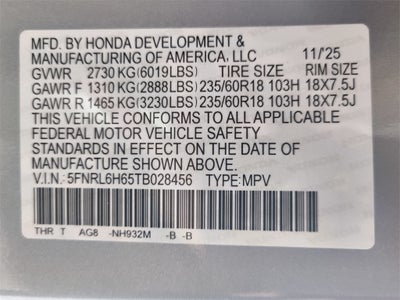 MFD. BY HONDA DEVELOPMENT &
MANUFACTURING OF AMERICA, LLC 11/'25
GVWR 2730 KG (6019LBS) TIRE SIZE RIM SIZE
GAWR F 1310 KG (2888LBS) 235/60R18 103H 18X7.5J
GAWR R 1465 KG (3230LBS) 235/60R18 103H 18X7.5J
THIS VEHICLE CONFORMS TO ALL APPLICABLE
FEDERAL MOTOR VEHICLE SAFETY
STANDARDS IN EFFECT ON THE DATE OF
MANUFACTURE SHOWN ABOVE.
V.I.N.: 5FNRL6H65TB028456 TYPE: MPV
THR T AG8 -NH932M -B -B